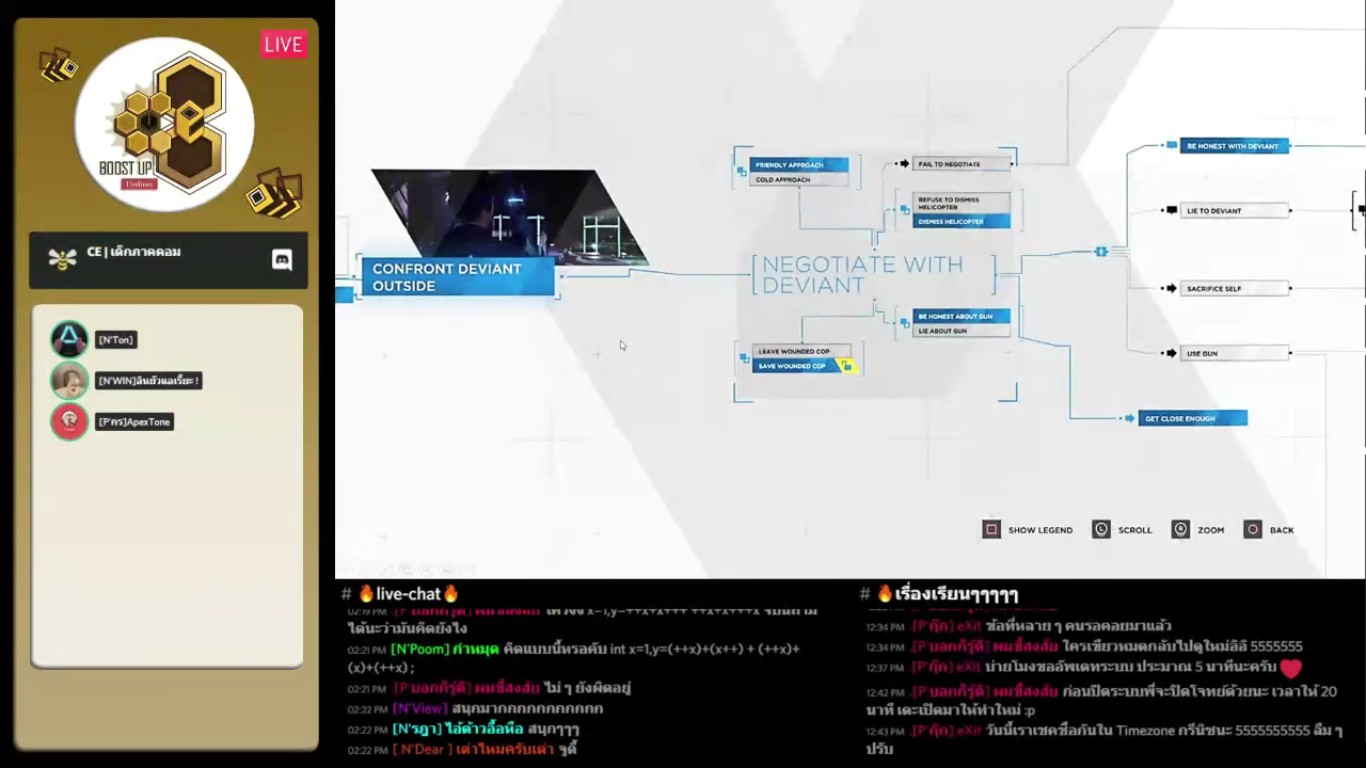 LIVE
BOOST UP
CE | เด็กภาคคอม
[N'Ton]
[N'WIN]ฉินยัวแอเรี้ยะ !
[P'กร]ApexTone
CONFRONT DEVIANT
OUTSIDE
FRIENDLY APPROACH
COLD APPROACH
FAIL TO NEGOTIATE
REFUSE TO DISMISS
HELICOPTER
DISMISS HELICOPTER
NEGOTIATE WITH
DEVIANT
BE HONEST ABOUT GUN
LIE ABOUT GUN
LEAVE WOUNDED COP
SAVE WOUNDED COP
BE HONEST WITH DEVIANT
LIE TO DEVIANT
SACRIFICE SELF
USE GUN
GET CLOSE ENOUGH
SHOW LEGEND
SCROLL
ZOOM
BACK
# 🔥live-chat🔥
ได้นะว่ามันคิดยังไง
02:21 PM [N'Poom] กำหมุด คิดแบบนี้หรอคับ int x=1,y=(++x)+(x++) + (++x)+
(x)+(++x) ;
02:21 PM .[P'บอกก็รู้ดิ] ผมขี้สงสัย ไม่ ๆ ยังผิดอยู่
02:22 PM [N'View] สนุกมากกกกกกกกกกก
02:22 PM [N'รฎา] ไอ้ต้าวอื้อหือ สนุกๆๆๆ
02:22 PM [ N'Dear ] เต่าไหมครับเต่า จูดี้
# 🔥เรื่องเรียนๆๆๆๆๆ
12:34 PM .[P'กุ๊ก] eXit ข้อที่หลาย ๆ คนรอคอยมาแล้ว
12:34 PM .[P'บอกก็รู้ดิ] ผมขี้สงสัย ใครเขียวหมดกลับไปดูใหม่อิอิ 5555555
12:37 PM .[P'กุ๊ก] eXit บ่ายโมงขออัพเดทระบบ ประมาณ 5 นาทีนะครับ ❤
12:42 PM .[P'บอกก็รู้ดิ] ผมขี้สงสัย ก่อนปิดระบบพี่จะปิดโจทย์ด้วยนะ เวลาให้ 20
นาที เดะเปิดมาให้ทำใหม่ :p
12:43 PM .[P'กุ๊ก] eXit วันนี้เราเชคชื่อกันใน Timezone กรีนิชนะ 5555555555 ลืม ๆ
ปรับ